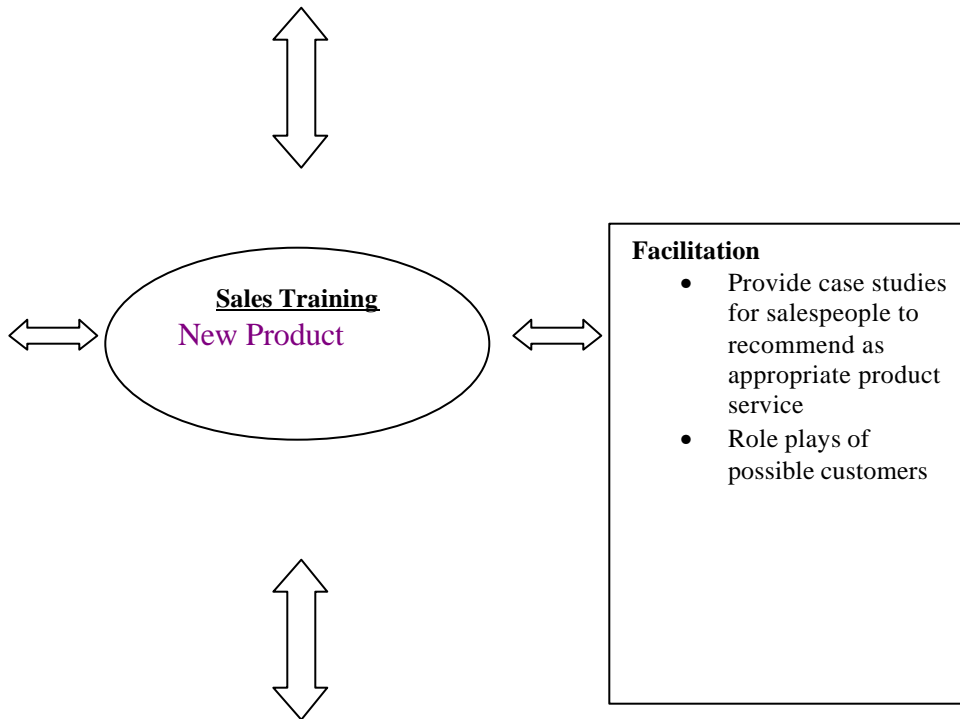 Sales Training
New Product
Facilitation
• Provide case studies
for salespeople to
recommend as
appropriate product
service
• Role plays of
possible customers